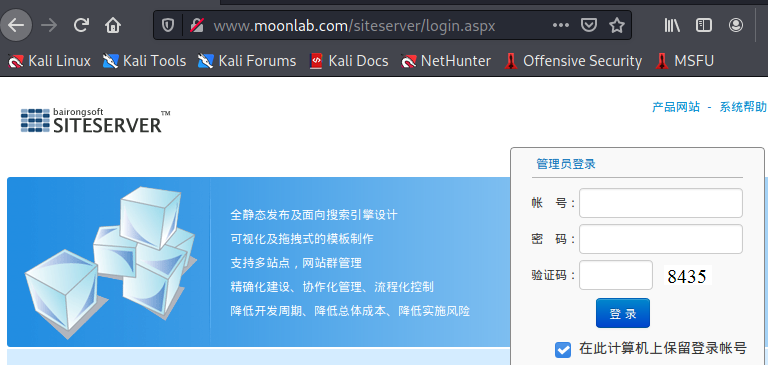 www.moonlab.com/siteserver/login.aspx
Kali Linux Kali Tools Kali Forums Kali Docs NetHunter Offensive Security MSFU
bairongsoft
SITESERVER™
产品网站 - 系统帮助
管理员登录
全静态发布及面向搜索引擎设计
可视化及拖拽式的模板制作
支持多站点，网站群管理
精确化建设、协作化管理、流程化控制
降低开发周期、降低总体成本、降低实施风险
帐 号：
密 码：
验证码： 8435
登 录
在此计算机上保留登录帐号